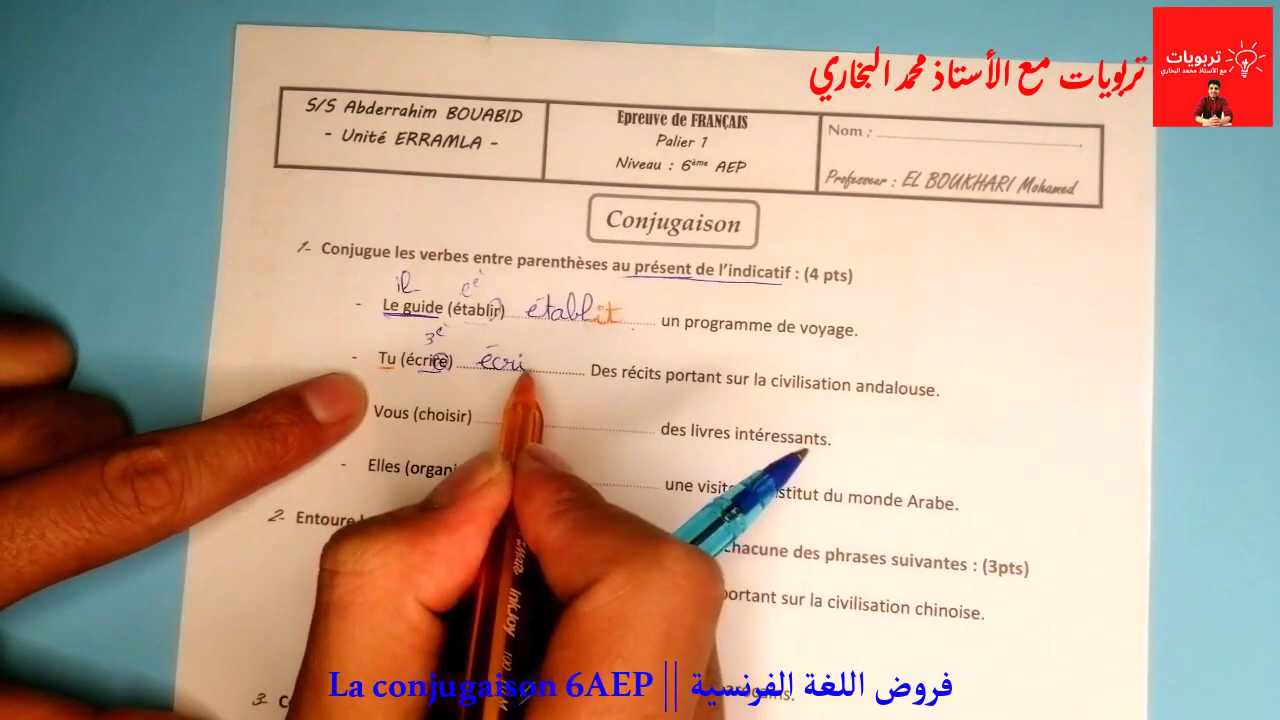 تربويات مع الأستاذ محمد البخاري
تربويات
مع الأستاذ محمد البخاري
S/S Abderrahim BOUABID
- Unité ERRAMLA -
Epreuve de FRANÇAIS
Palier 1
Niveau : 6ème AEP
Nom :
Professeur : EL BOUKHARI Mohamed
Conjugaison
1- Conjugue les verbes entre parenthèses au présent de l'indicatif : (4 pts)
il
- Le guide (établir) établit un programme de voyage.
3e
- Tu (écrire) écri Des récits portant sur la civilisation andalouse.
Vous (choisir) des livres intéressants.
- Elles (organi une visite stitut du monde Arabe.
2- Entoure chacune des phrases suivantes : (3pts)
portant sur la civilisation chinoise.
3- C
La conjugaison 6AEP || فروض اللغة الفرنسية